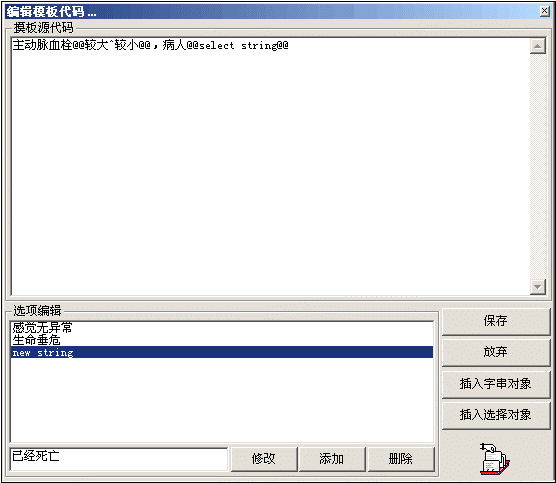 编辑模板代码 ...
摸板源代码
主动脉血栓@@较大^较小@@，病人@@select string@@
选项编辑
感觉无异常
生命垂危
new string
已经死亡
修改
添加
删除
保存
放弃
插入字串对象
插入选择对象